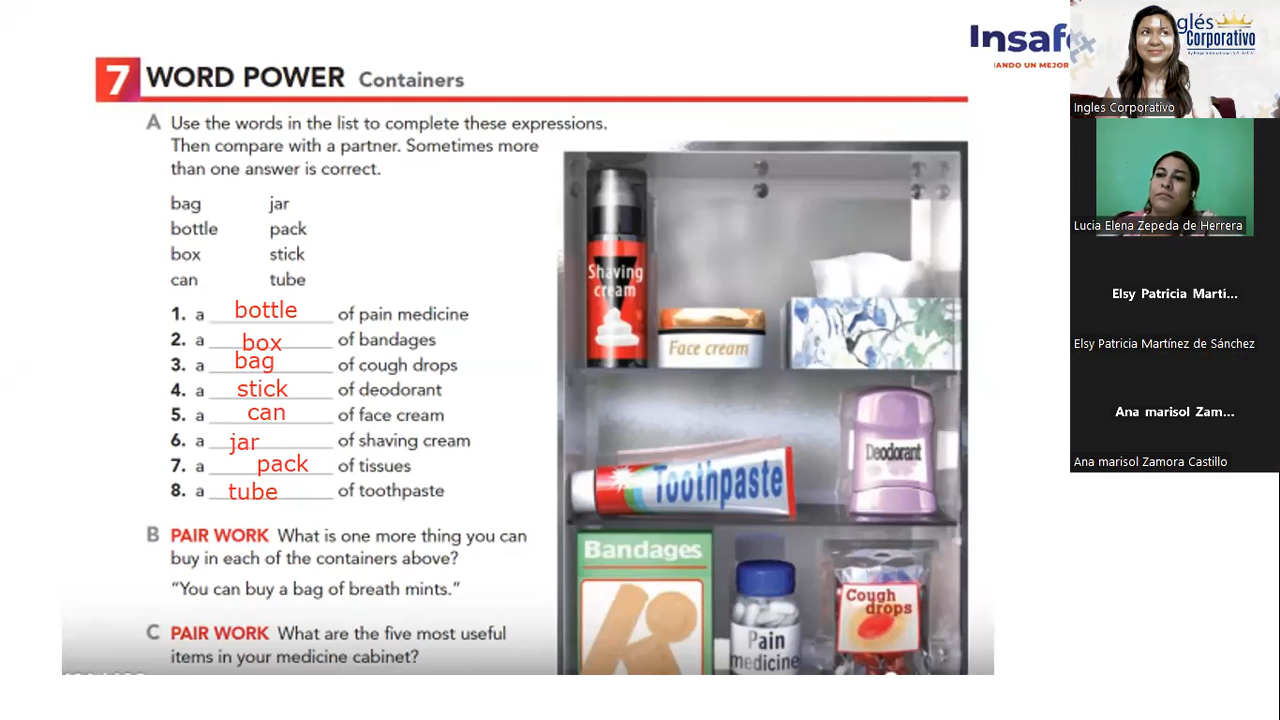 7 WORD POWER Containers
A Use the words in the list to complete these expressions.
Then compare with a partner. Sometimes more
than one answer is correct.
bag jar
bottle pack
box stick
can tube
1. a bottle of pain medicine
2. a box of bandages
3. a bag of cough drops
4. a stick of deodorant
5. a can of face cream
6. a jar of shaving cream
7. a pack of tissues
8. a tube of toothpaste
B PAIR WORK What is one more thing you can
buy in each of the containers above?
“You can buy a bag of breath mints.”
C PAIR WORK What are the five most useful
items in your medicine cabinet?
Shaving
cream
Face cream
Toothpaste
Deodorant
Bandages
Pain
medicine
Cough
drops
Insaf
ANDO UN MEJOR
glés
Corporativo
Ingles Corporativo
Lucia Elena Zepeda de Herrera
Elsy Patricia Marti...
Elsy Patricia Martínez de Sánchez
Ana marisol Zam...
Ana marisol Zamora Castillo